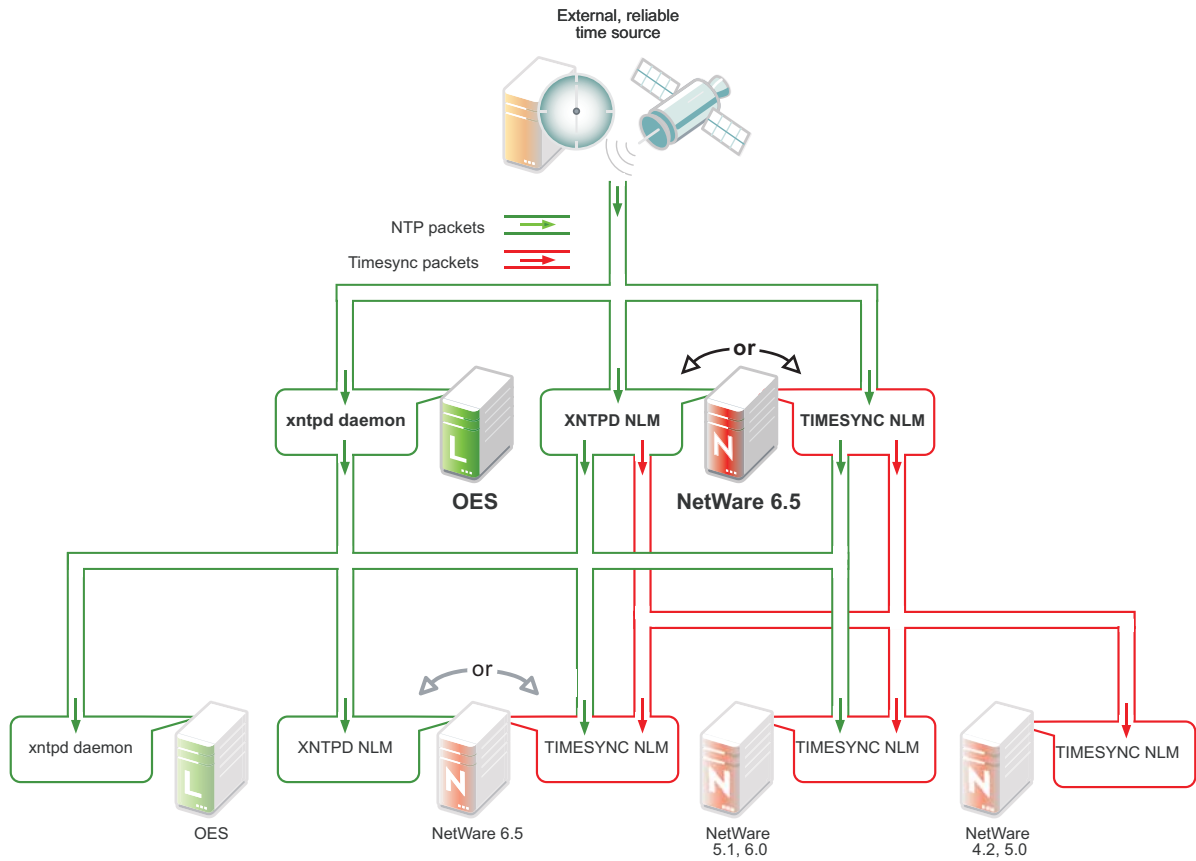 External, reliable
time source
NTP packets
Timesync packets
or
xntpd daemon
XNTPD NLM
TIMESYNC NLM
L
N
OES
NetWare 6.5
or
xntpd daemon
XNTPD NLM
TIMESYNC NLM
TIMESYNC NLM
TIMESYNC NLM
L
N
N
N
OES
NetWare 6.5
NetWare
5.1, 6.0
NetWare
4.2, 5.0